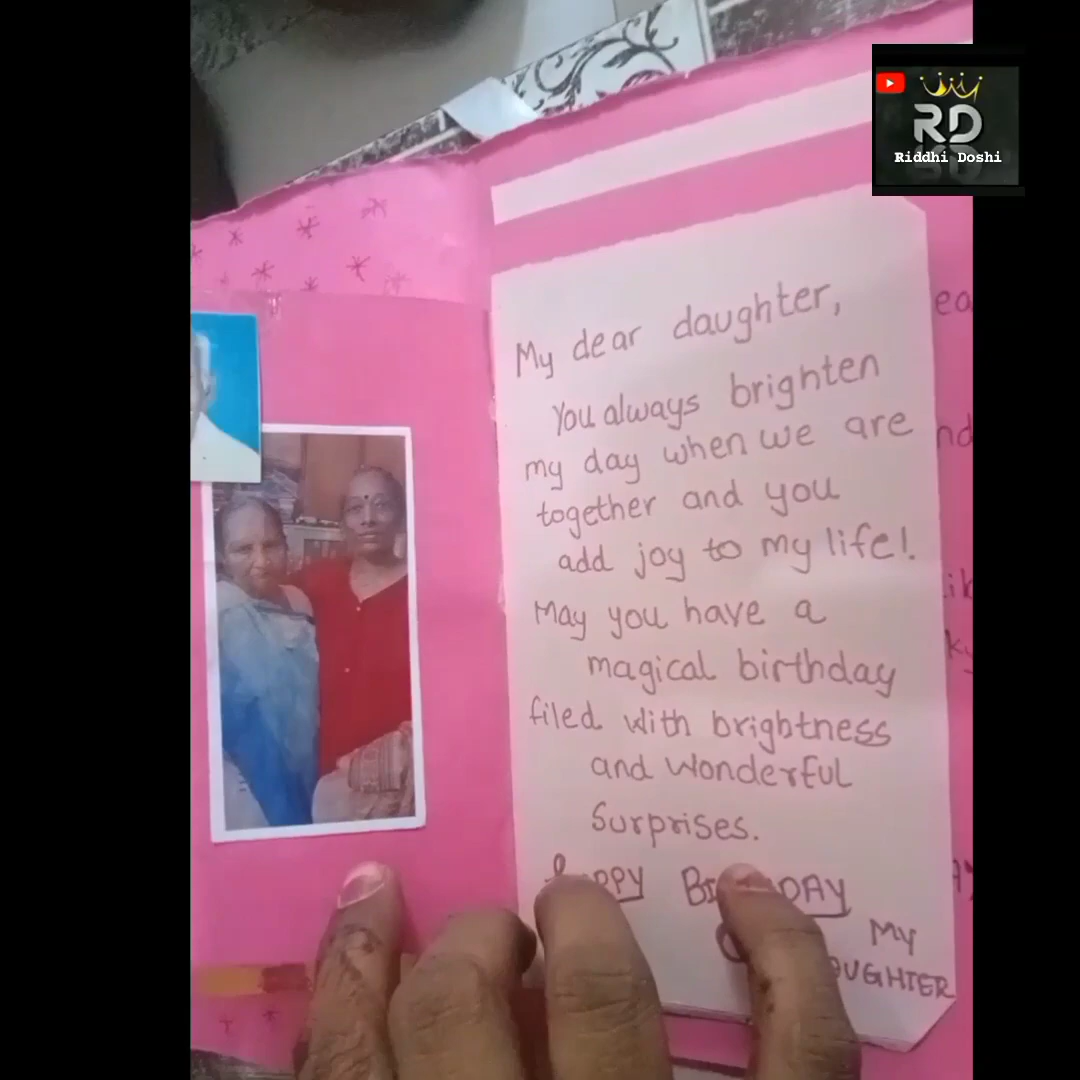 RD
Riddhi Doshi
My dear daughter,
You always brighten
my day when we are
together and you
add joy to my life!.
May you have a
magical birthday
filed with brightness
and wonderful
Surprises.
MY